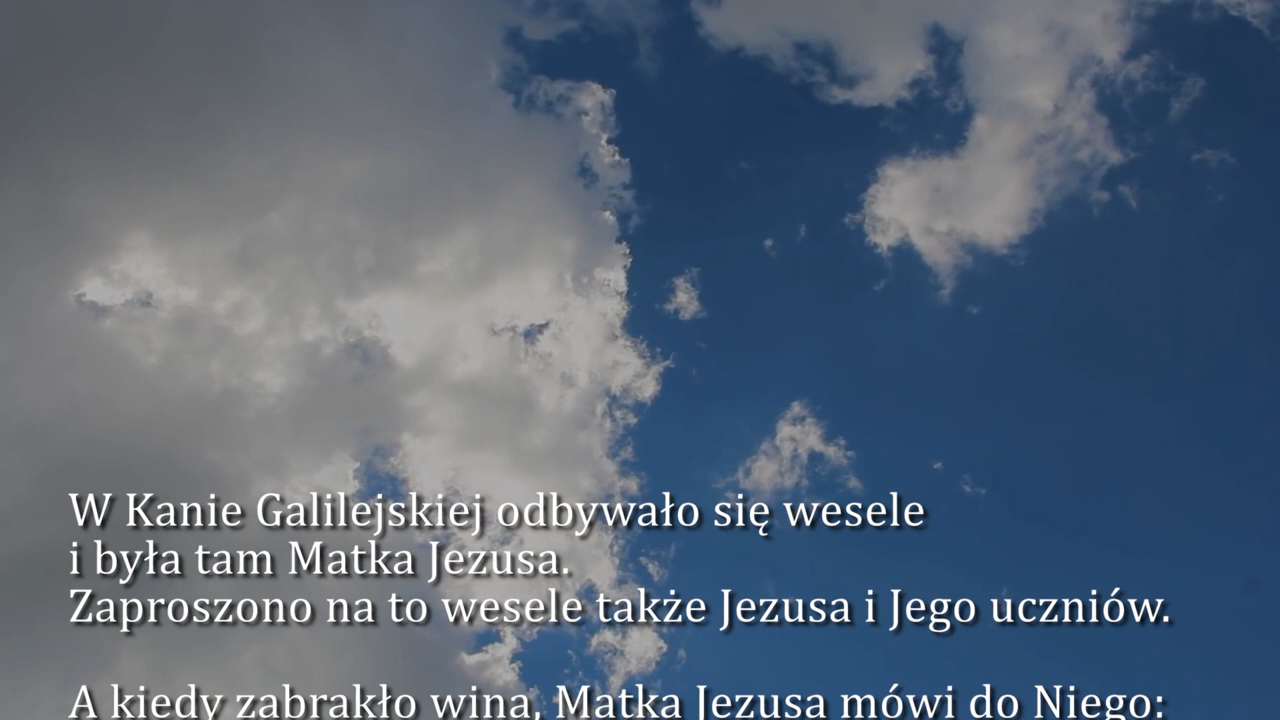 W Kanie Galilejskiej odbywało się wesele
i była tam Matka Jezusa.
Zaproszono na to wesele także Jezusa i Jego uczniów.
A kiedy zabrakło wina, Matka Jezusa mówi do Niego: